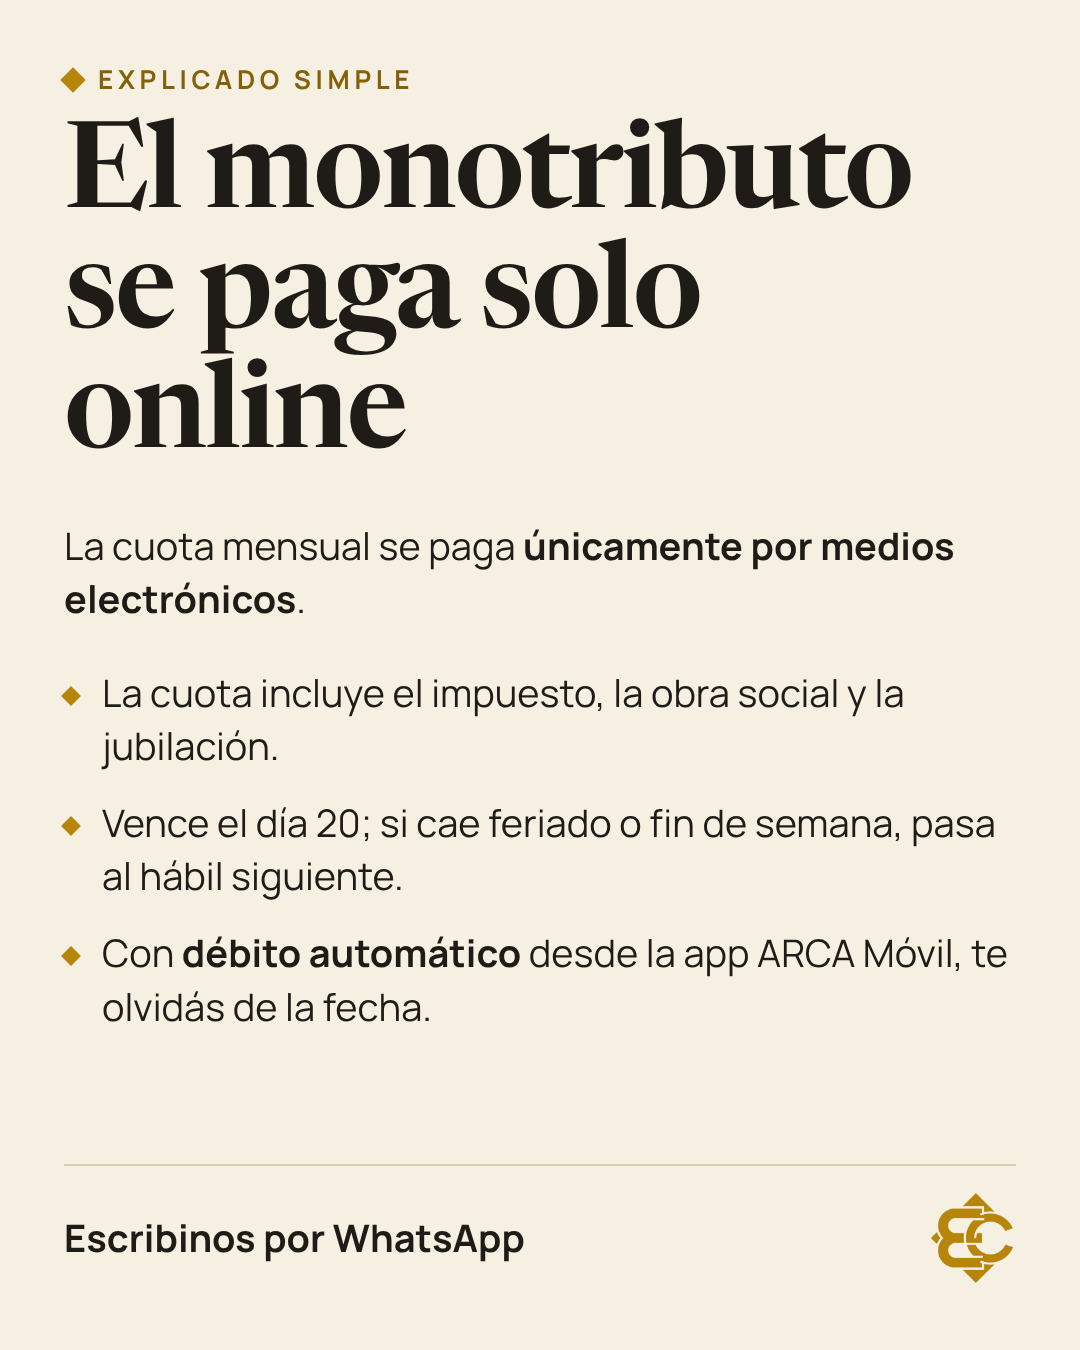 EXPLICADO SIMPLE
El monotributo
se paga solo
online
La cuota mensual se paga únicamente por medios
electrónicos.
La cuota incluye el impuesto, la obra social y la
jubilación.
Vence el día 20; si cae feriado o fin de semana, pasa
al hábil siguiente.
Con débito automático desde la app ARCA Móvil, te
olvidás de la fecha.
Escribinos por WhatsApp
EC